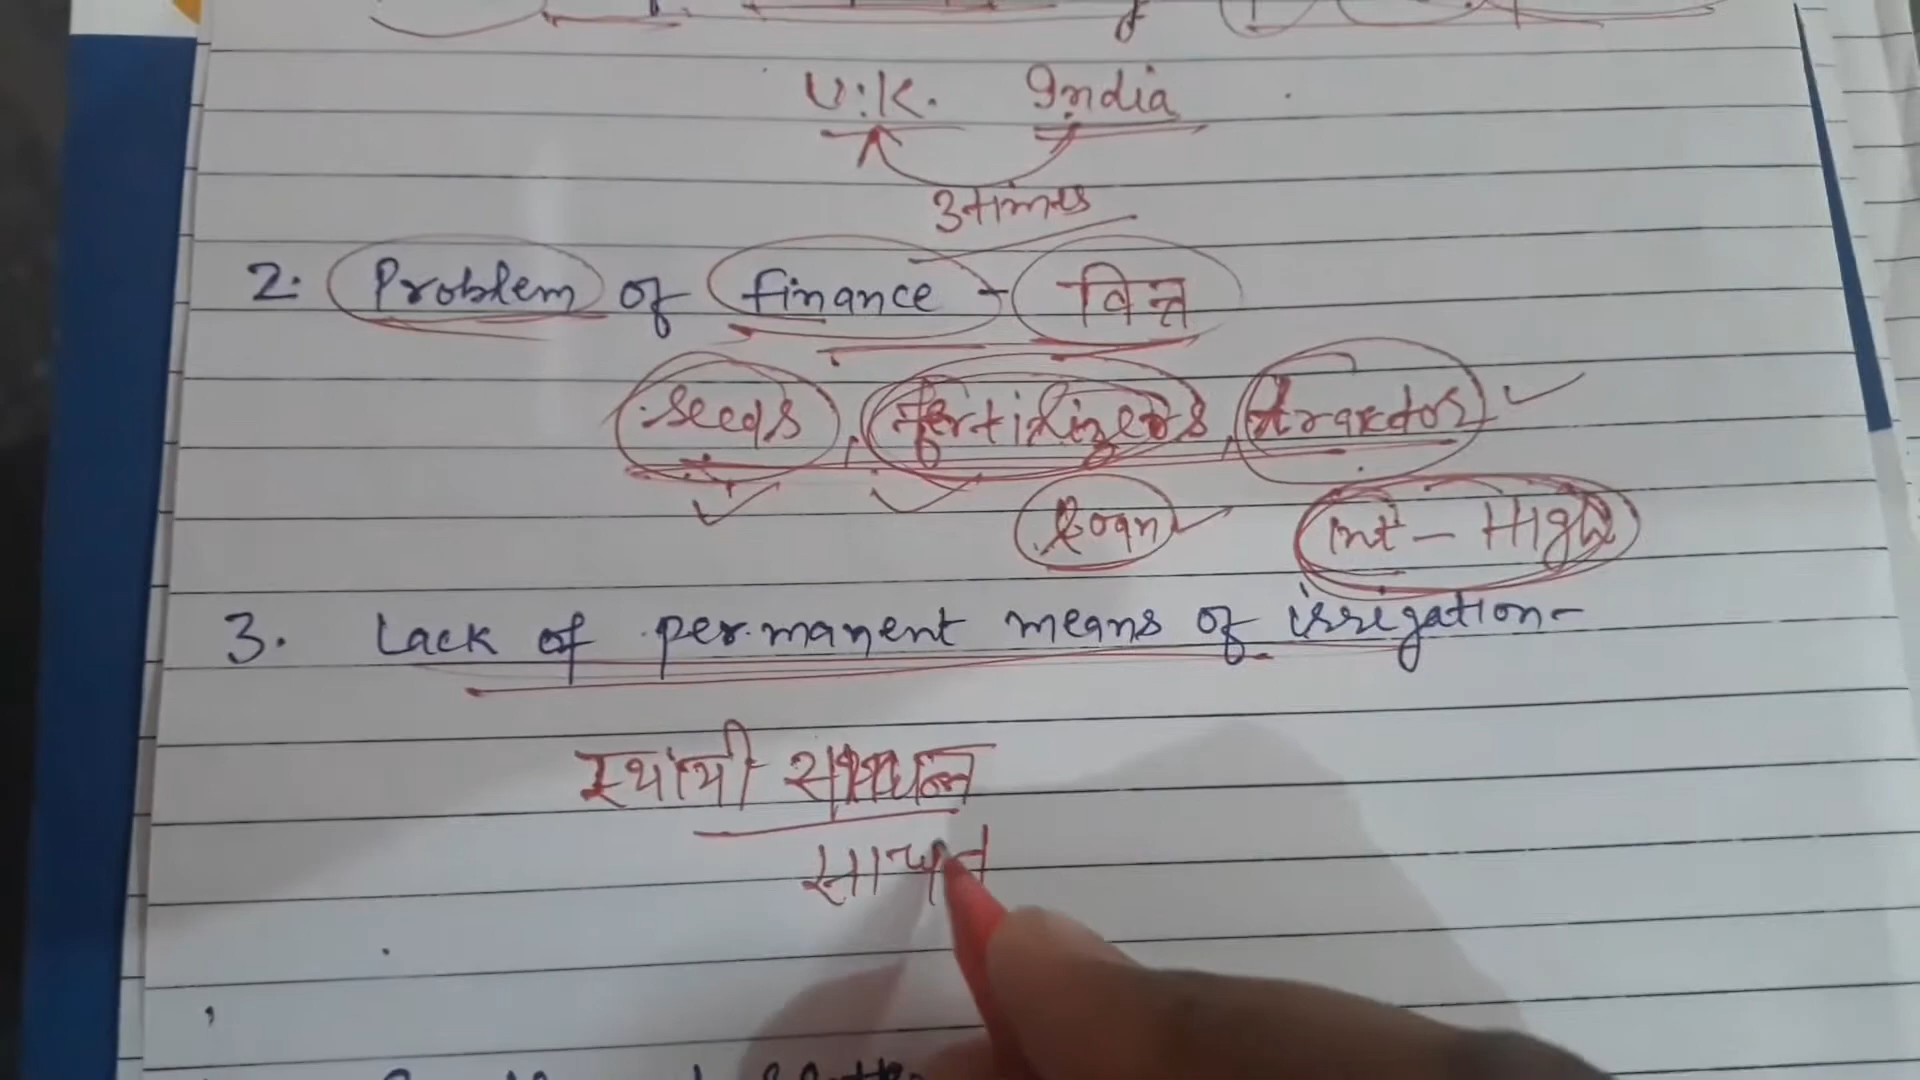 U.K. India
3 times
2. Problem of finance - वित्त
seeds, fertilizers, tractor
loan Int - High
3. Lack of permanent means of irrigation-
स्थायी
साधन